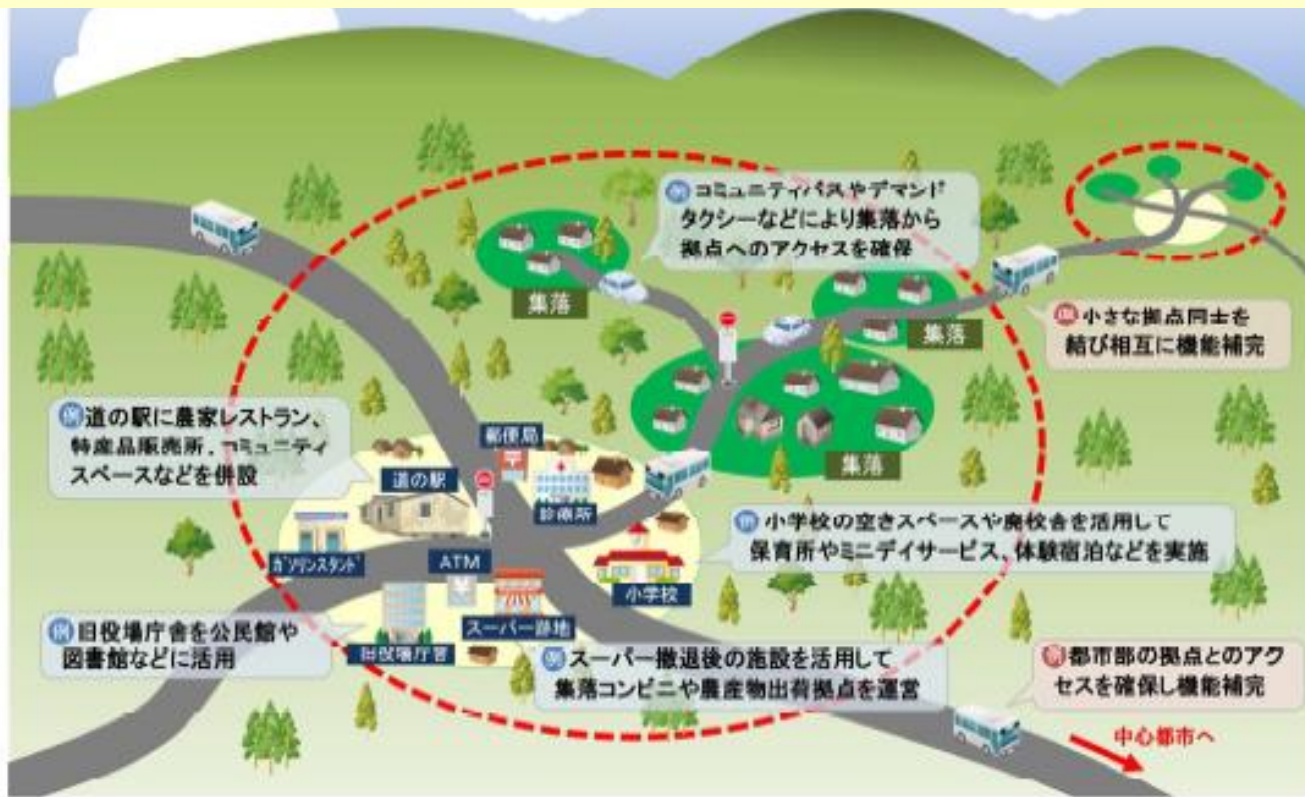 例 コミュニティバスやデマンド
タクシーなどにより集落から
拠点へのアクセスを確保
集落
集落
例 小さな拠点同士を
結び相互に機能補完
例 道の駅に農家レストラン、
特産品販売所、コミュニティ
スペースなどを併設
郵便局
集落
道の駅
診療所
例 小学校の空きスペースや廃校舎を活用して
保育所やミニデイサービス、体験宿泊などを実施
ガソリンスタンド
ATM
小学校
例 旧役場庁舎を公民館や
図書館などに活用
スーパー跡地
旧役場庁舎
例 スーパー撤退後の施設を活用して
集落コンビニや農産物出荷拠点を運営
例 都市部の拠点とのアク
セスを確保し機能補完
中心都市へ